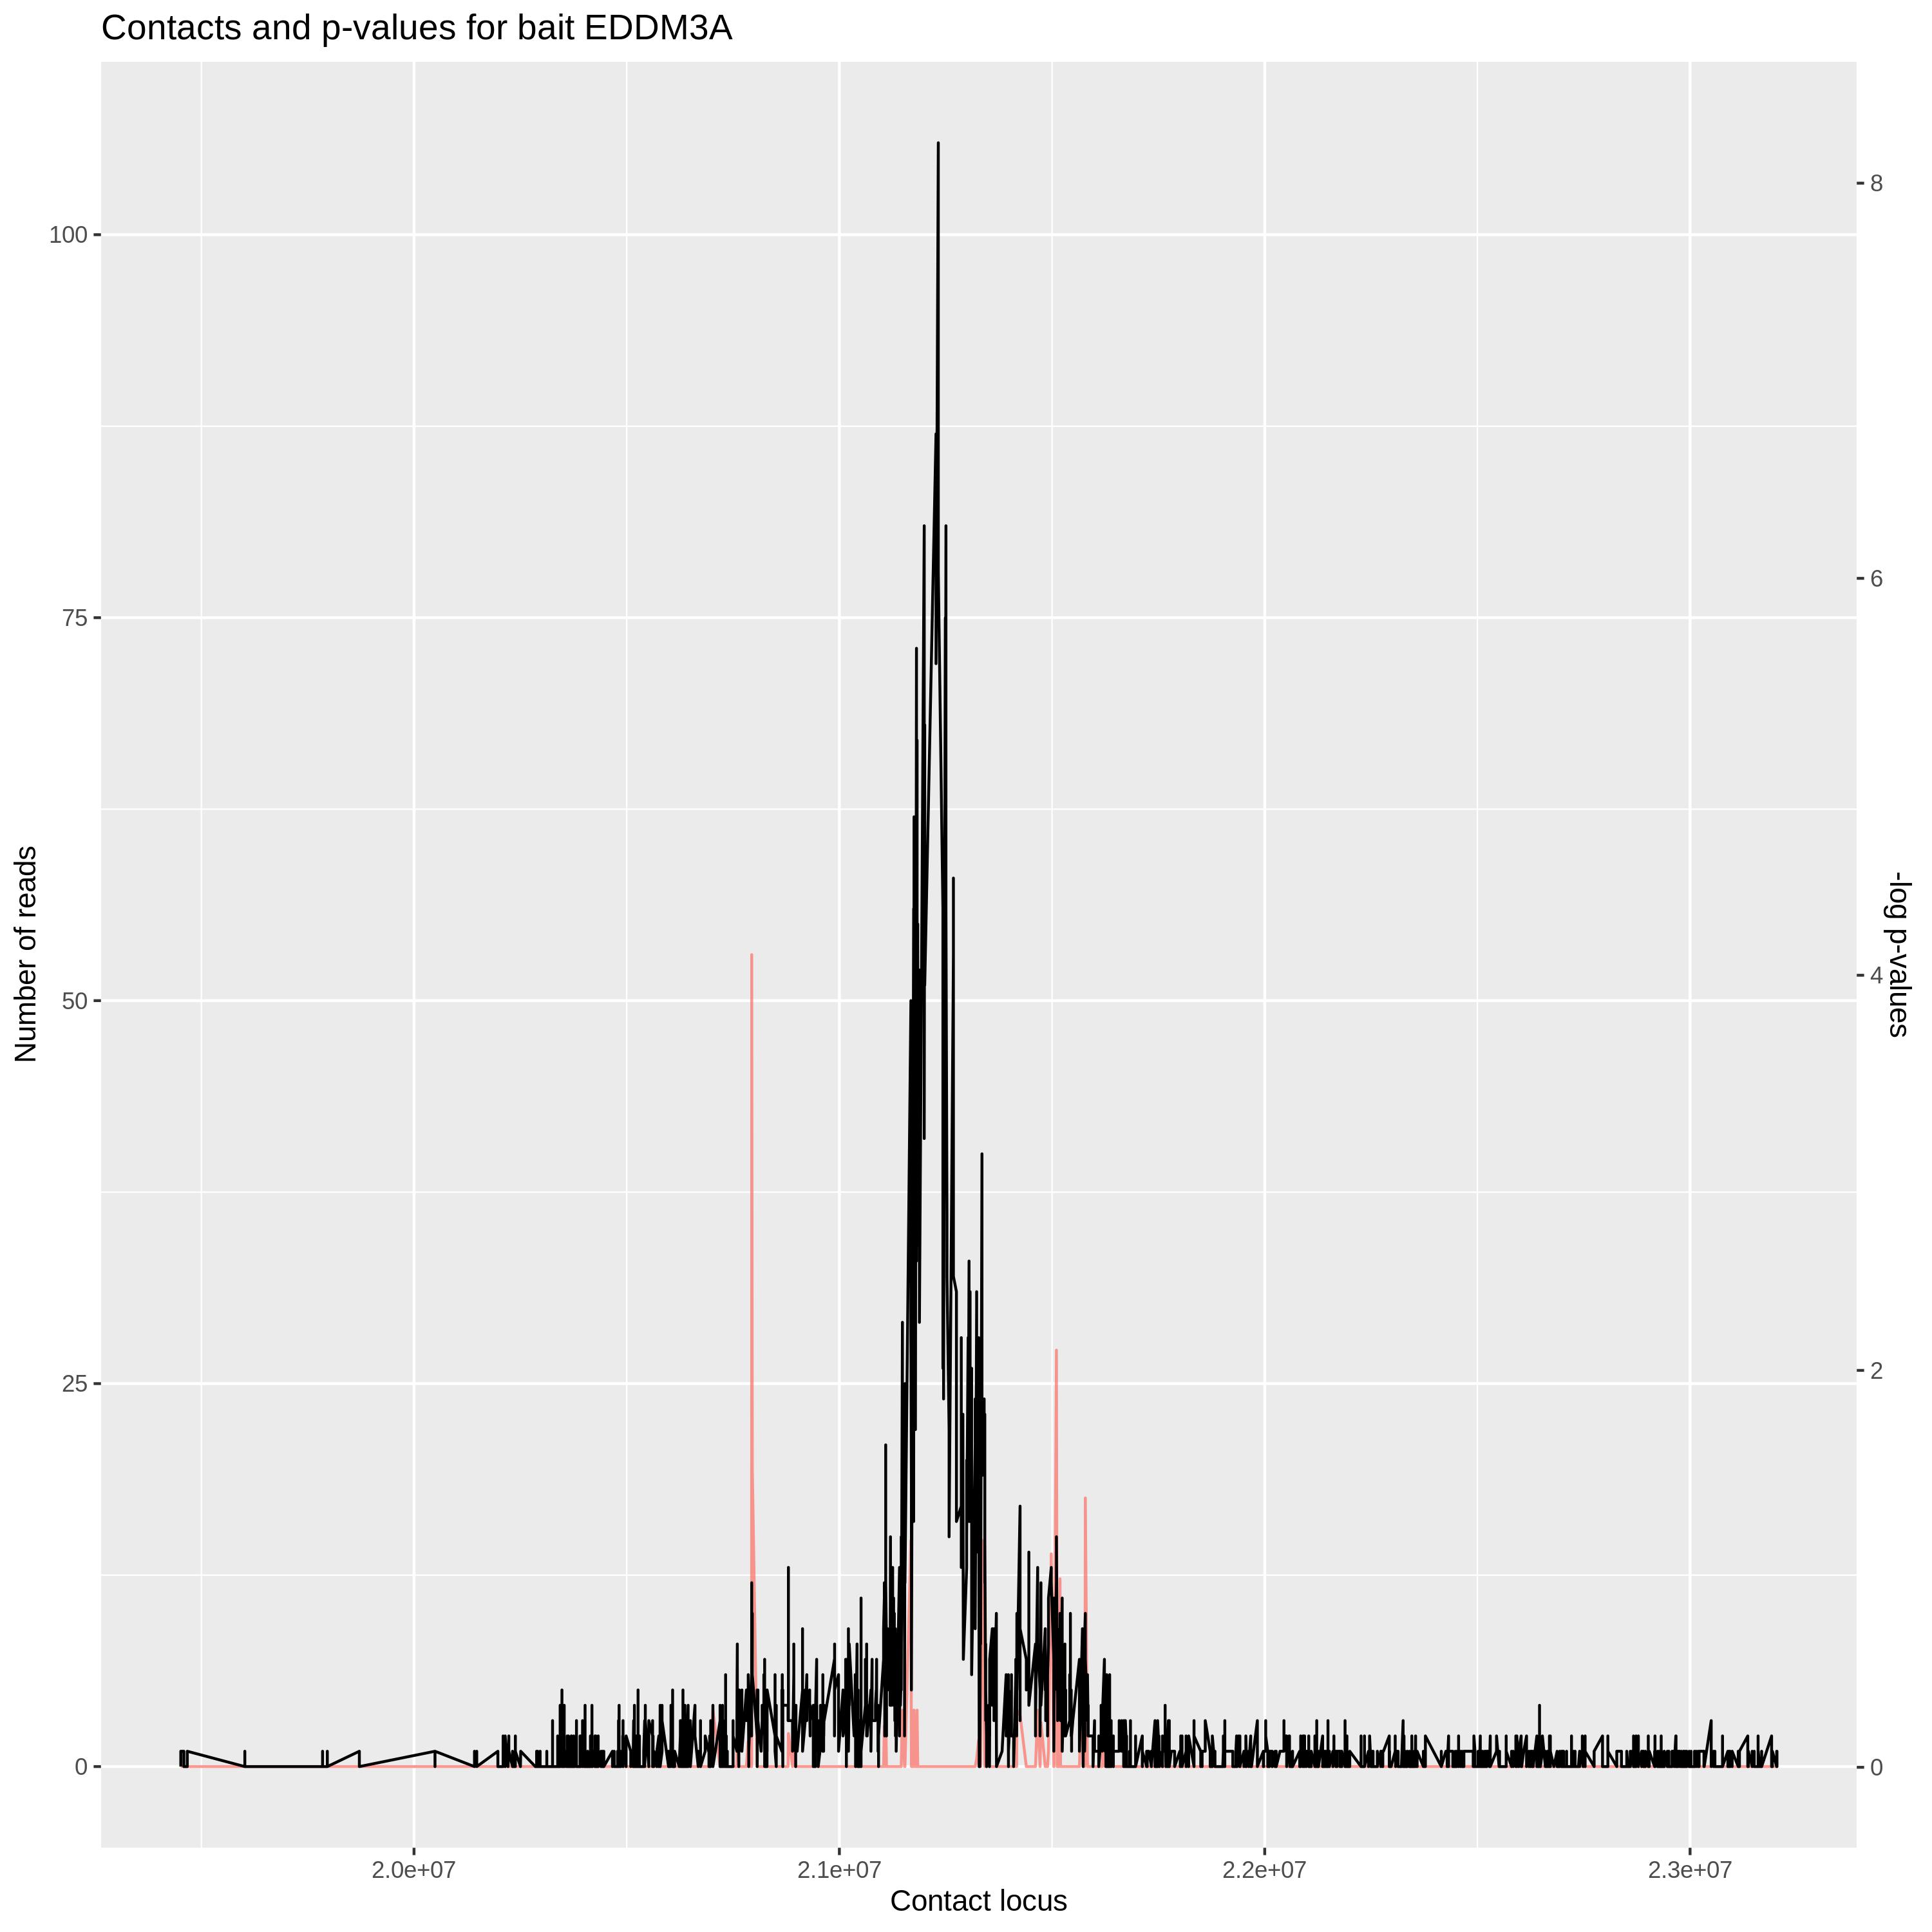 Contacts and p-values for bait EDDM3A
100
75
50
25
0
Number of reads
8
6
4
2
0
-log p-values
2.0e+07
2.1e+07
2.2e+07
2.3e+07
Contact locus